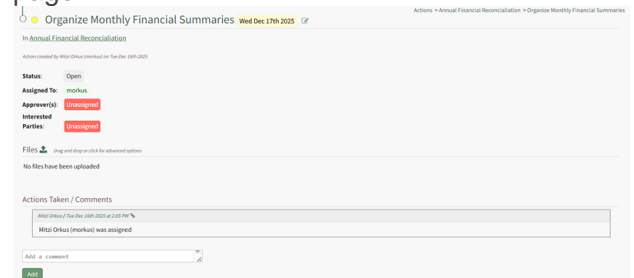 page
Actions > Annual Financial Reconcialiation > Organize Monthly Financial Summaries
Organize Monthly Financial Summaries Wed Dec 17th 2025
In Annual Financial Reconcialiation
Action created by Mitzi Orkus (morkus) on Tue Dec 16th 2025
Status: Open
Assigned To: morkus
Approver(s): Unassigned
Interested
Parties: Unassigned
Files Drag and drop or click for advanced options
No files have been uploaded
Actions Taken / Comments
Mitzi Orkus / Tue Dec 16th 2025 at 2:05 PM
Mitzi Orkus (morkus) was assigned
Add a comment
Add